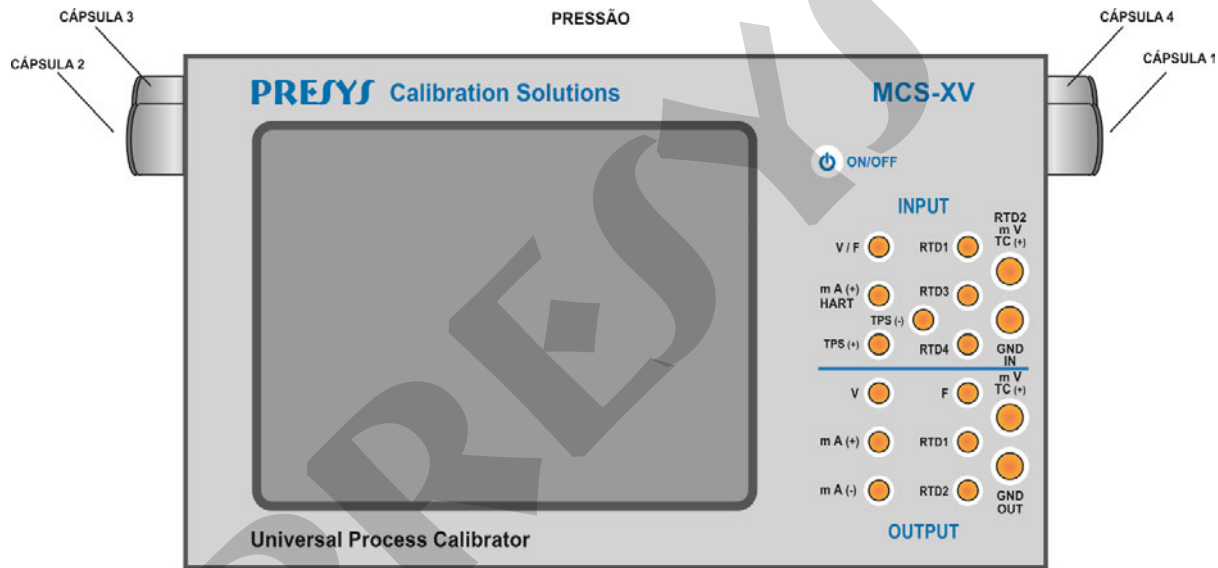 CÁPSULA 3
PRESSÃO
CÁPSULA 4
CÁPSULA 2
CÁPSULA 1
PRESYS Calibration Solutions
MCS-XV
ON/OFF
INPUT
RTD2
m V
TC (+)
V / F
RTD1
m A (+)
HART
RTD3
TPS (-)
TPS (+)
RTD4
GND
IN
m V
TC (+)
V
F
m A (+)
RTD1
m A (-)
RTD2
GND
OUT
OUTPUT
Universal Process Calibrator
PRESYS